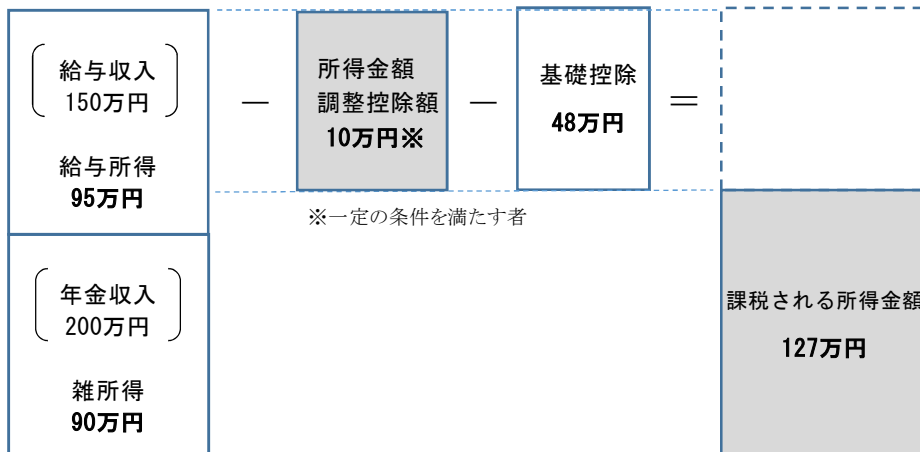 給与収入
150万円
給与所得
95万円
－
所得金額
調整控除額
10万円※
－
基礎控除
48万円
＝
※一定の条件を満たす者
年金収入
200万円
雑所得
90万円
課税される所得金額
127万円